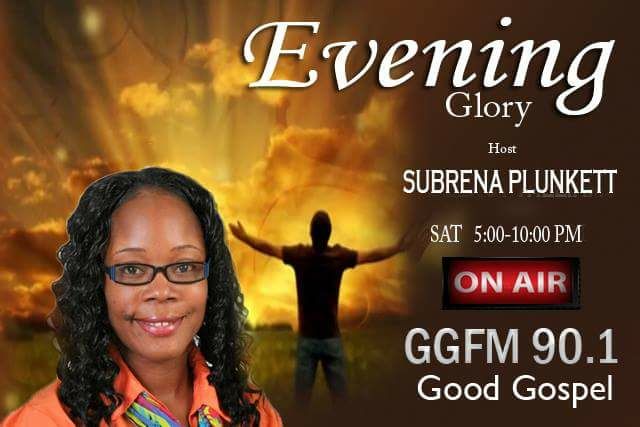 Evening
Glory
Host
SUBRENA PLUNKETT
SAT 5:00-10:00 PM
ON AIR
GGFM 90.1
Good Gospel